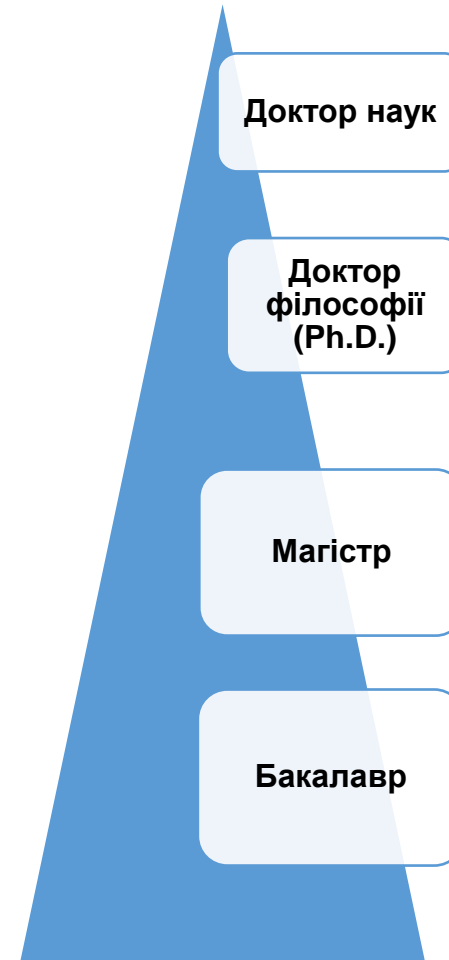 Доктор наук
Доктор
філософії
(Ph.D.)
Магістр
Бакалавр